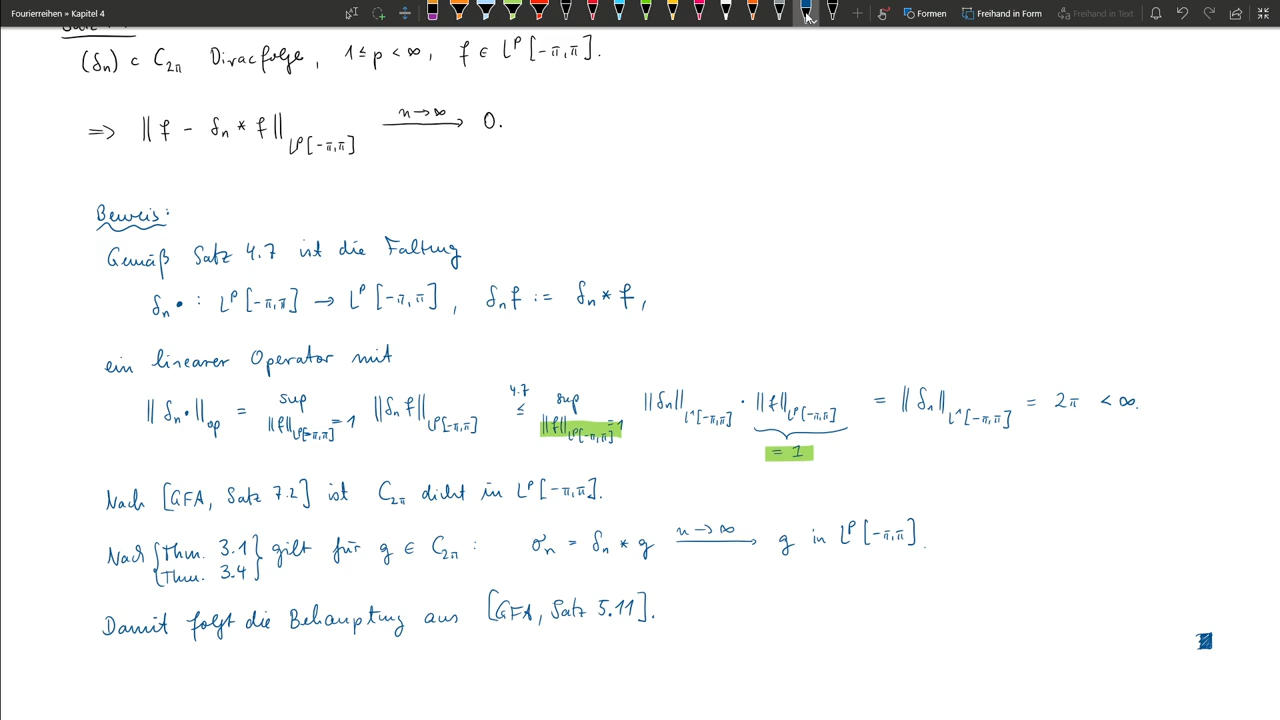 Fourierreihen » Kapitel 4
Formen
Freihand in Form
Freihand in Text
(δn) ⊂ C2π Diracfolge, 1 ≤ p < ∞, f ∈ L^p[-π,π].
⟹ ‖f - δn * f‖_{L^p[-π,π]} ⟶^{n→∞} 0.
Beweis:
Gemäß Satz 4.7 ist die Faltung
δn • : L^p[-π,π] → L^p[-π,π], δn f := δn * f,
ein linearer Operator mit
‖δn •‖_{op} = sup_{‖f‖_{L^p[-π,π]}=1} ‖δn f‖_{L^p[-π,π]} ≤^{4.7} sup_{‖f‖_{L^p[-π,π]}=1} ‖δn‖_{L^1[-π,π]} · ‖f‖_{L^p[-π,π]} = ‖δn‖_{L^1[-π,π]} = 2π < ∞.
= 1
Nach [GFA, Satz 7.2] ist C2π dicht in L^p[-π,π].
Nach {Thm. 3.1} gilt für g ∈ C2π : σn = δn * g ⟶^{n→∞} g in L^p[-π,π].
{Thm. 3.4}
Damit folgt die Behauptung aus [GFA, Satz 5.11].